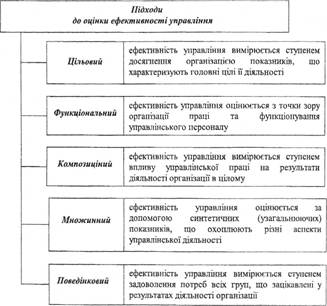 Підходи
до оцінки ефективності управління
Цільовий
ефективність управління вимірюється ступенем
досягнення організацією показників, що
характеризують головні цілі її діяльності
Функціональний
ефективність управління оцінюється з точки зору
організації праці та функціонування
управлінського персоналу
Композиціний
ефективність управління вимірюється ступенем
впливу управлінської праці на результати
діяльності організації в цілому
Множинний
ефективність управління оцінюється за
допомогою синтетичних (узагальнюючих)
показників, що охоплюють різні аспекти
управлінської діяльності
Поведінковий
ефективність управління вимірюється ступенем
задоволення потреб всіх груп, що зацікавлені у
результатах діяльності організації